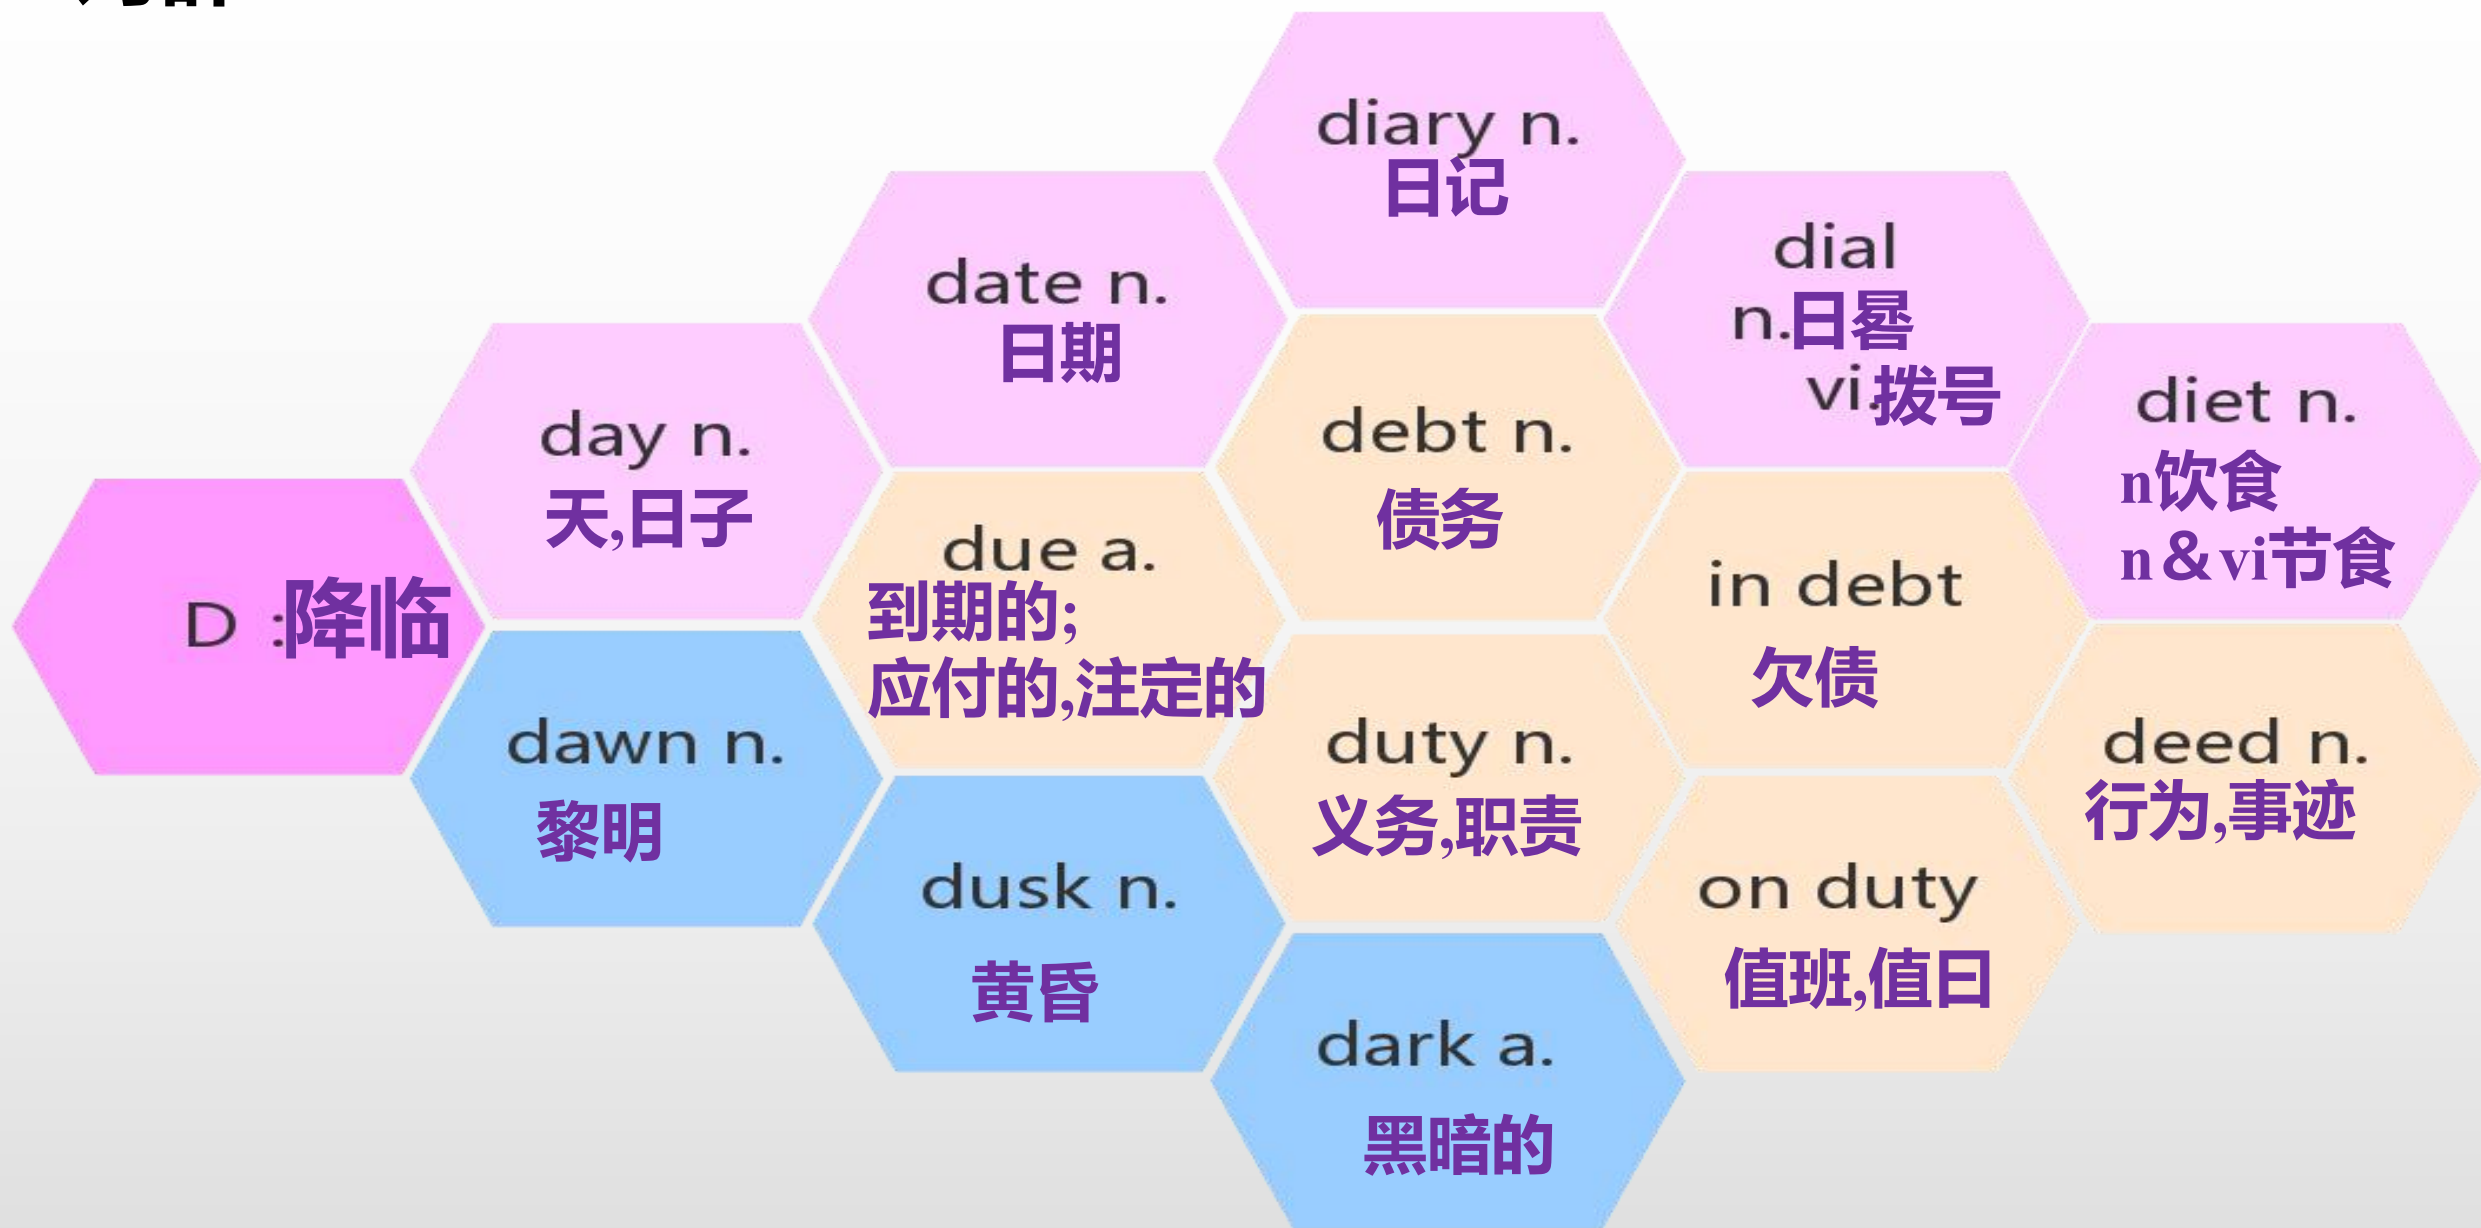 diary n.
日记
date n.
日期
dial
n.日晷
vi.拨号
day n.
天,日子
debt n.
债务
diet n.
n饮食
n＆vi节食
D :降临
due a.
到期的;
应付的,注定的
in debt
欠债
dawn n.
黎明
duty n.
义务,职责
deed n.
行为,事迹
dusk n.
黄昏
on duty
值班,值日
dark a.
黑暗的